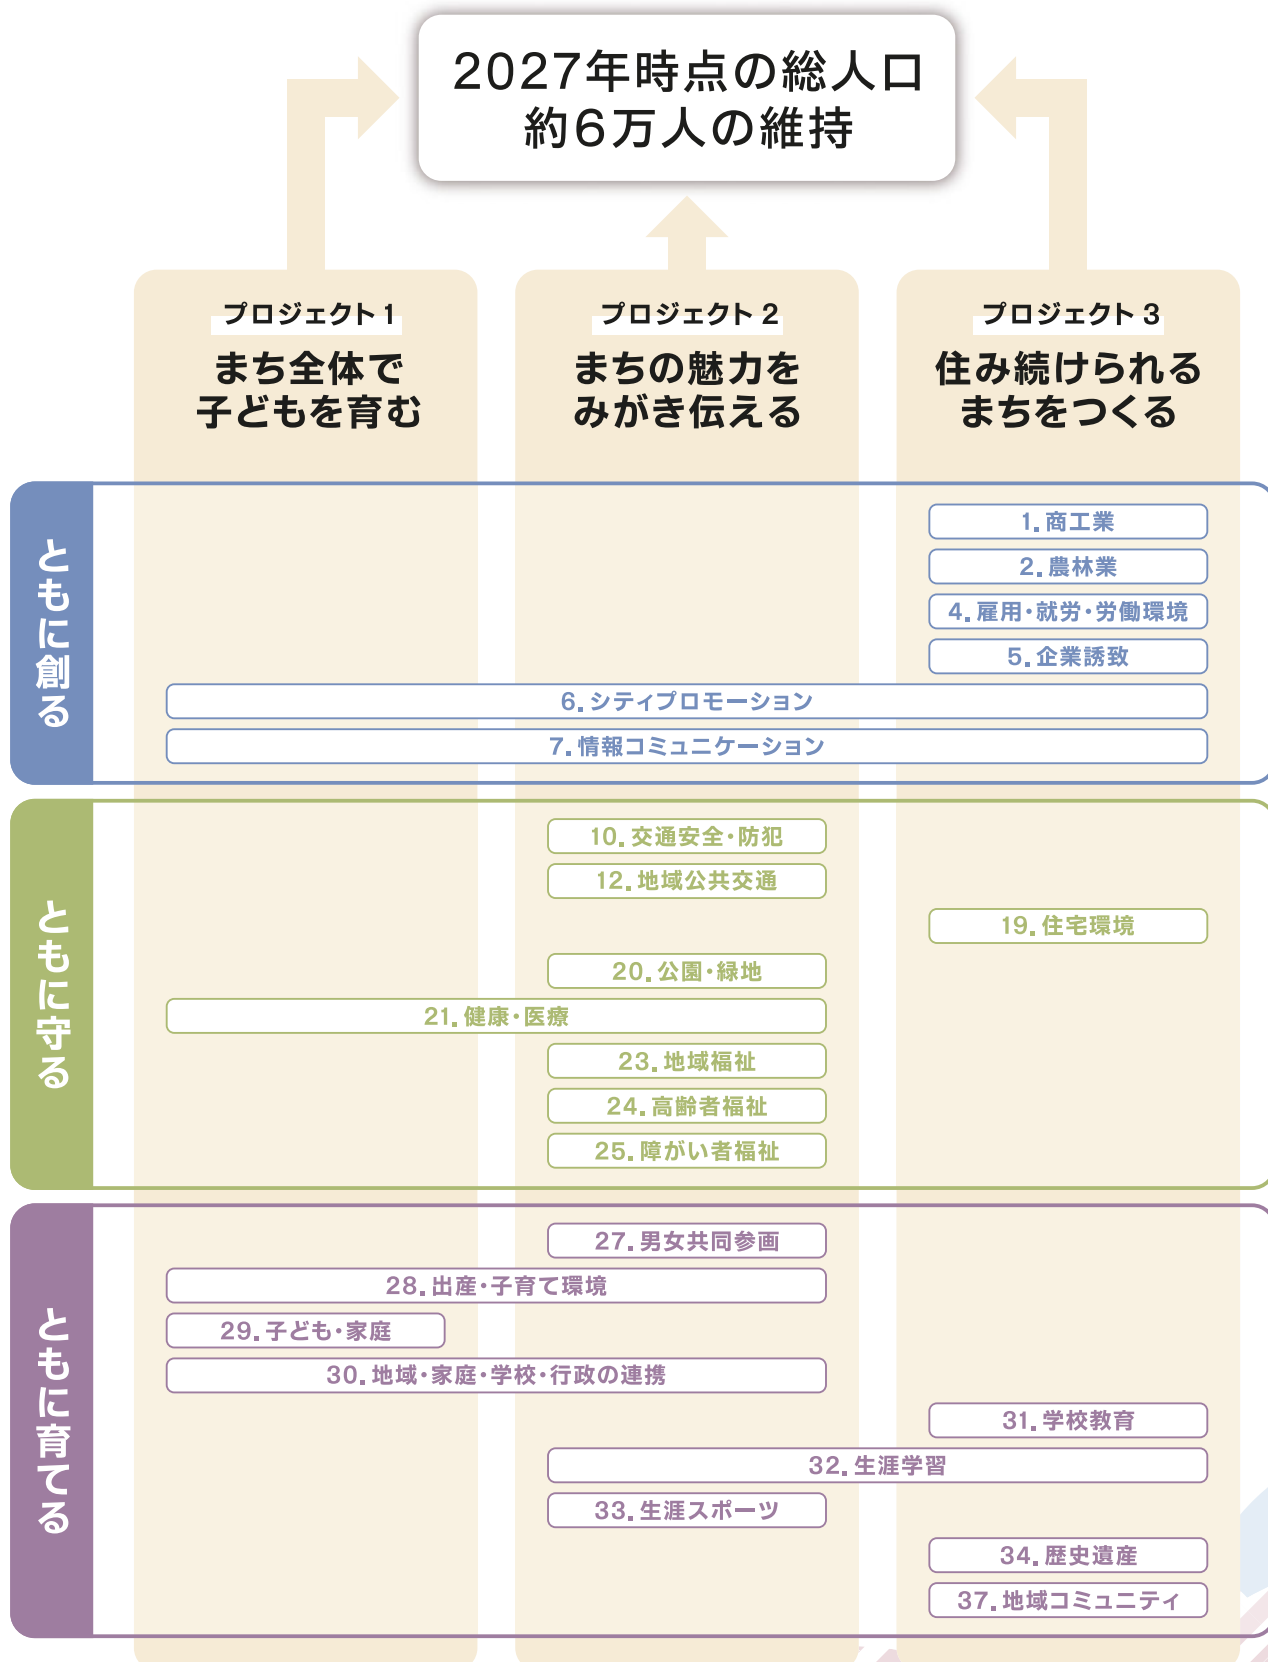 2027年時点の総人口
約6万人の維持
プロジェクト1
まち全体で
子どもを育む
プロジェクト2
まちの魅力を
みがき伝える
プロジェクト3
住み続けられる
まちをつくる
ともに創る
1.商工業
2.農林業
4.雇用・就労・労働環境
5.企業誘致
6.シティプロモーション
7.情報コミュニケーション
ともに守る
10.交通安全・防犯
12.地域公共交通
19.住宅環境
20.公園・緑地
21.健康・医療
23.地域福祉
24.高齢者福祉
25.障がい者福祉
ともに育てる
27.男女共同参画
28.出産・子育て環境
29.子ども・家庭
30.地域・家庭・学校・行政の連携
31.学校教育
32.生涯学習
33.生涯スポーツ
34.歴史遺産
37.地域コミュニティ